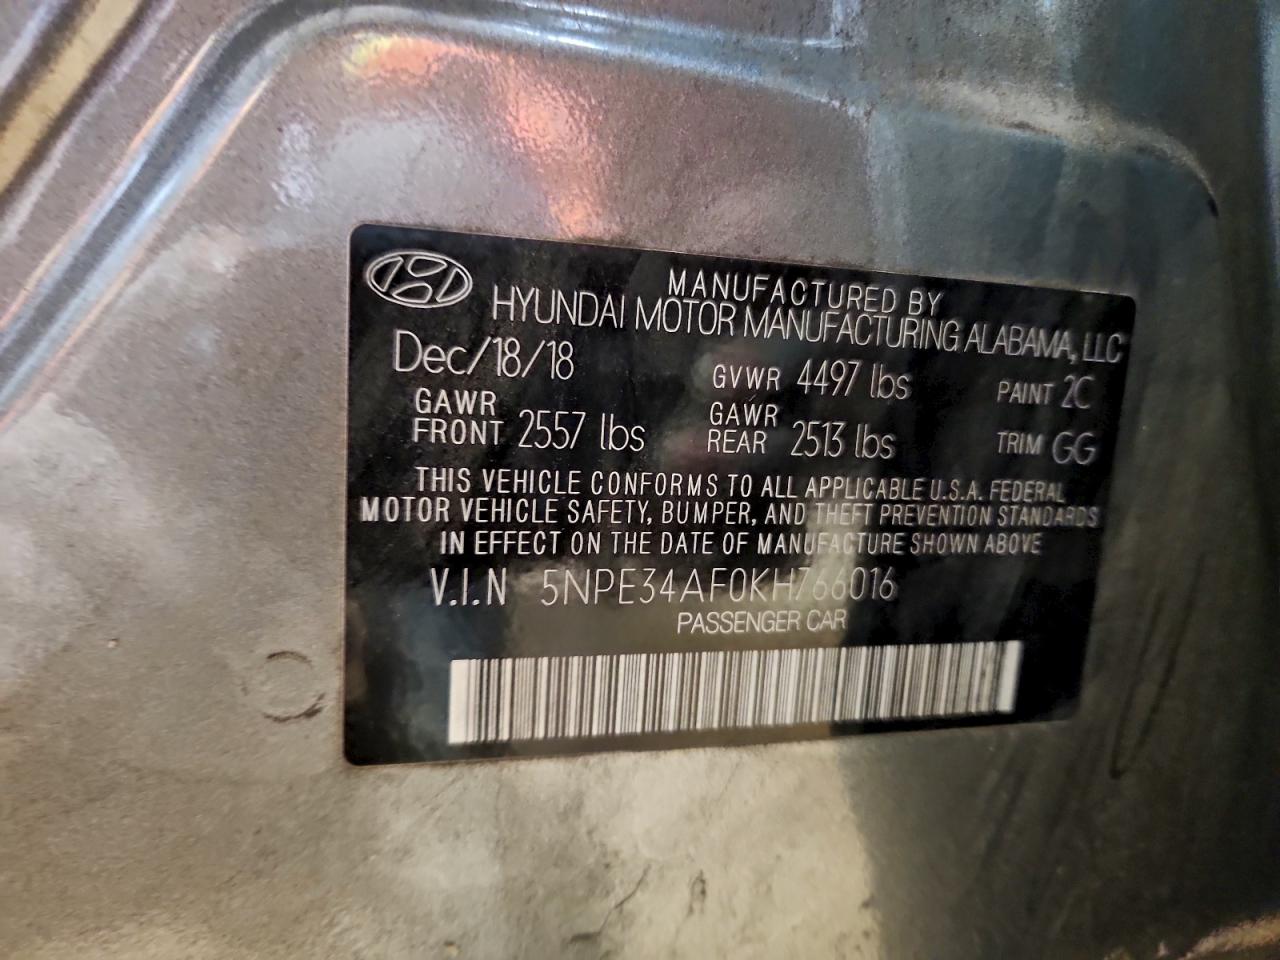 MANUFACTURED BY
HYUNDAI MOTOR MANUFACTURING ALABAMA, LLC
Dec/18/18 GVWR 4497 lbs PAINT 2C
GAWR FRONT 2557 lbs GAWR REAR 2513 lbs TRIM GG
THIS VEHICLE CONFORMS TO ALL APPLICABLE U.S.A. FEDERAL
MOTOR VEHICLE SAFETY, BUMPER, AND THEFT PREVENTION STANDARDS
IN EFFECT ON THE DATE OF MANUFACTURE SHOWN ABOVE
V.I.N 5NPE34AF0KH766016
PASSENGER CAR